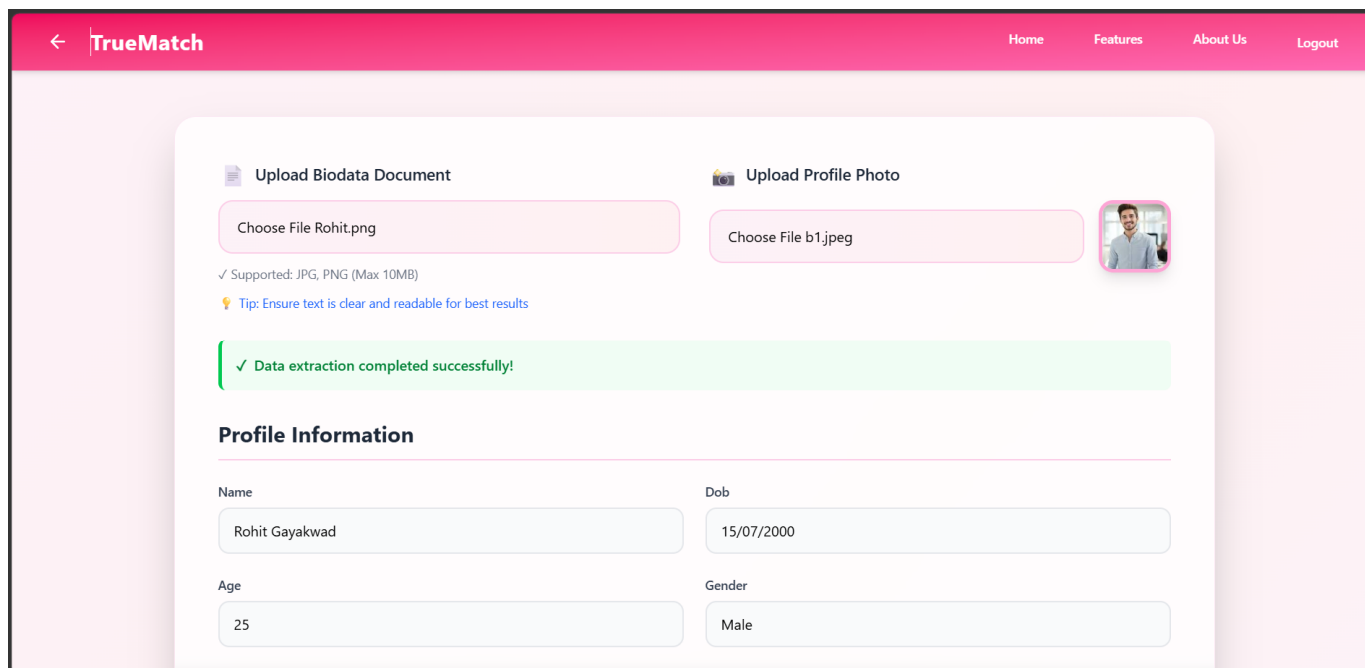 ← TrueMatch
Home
Features
About Us
Logout
Upload Biodata Document
Choose File Rohit.png
✓ Supported: JPG, PNG (Max 10MB)
Tip: Ensure text is clear and readable for best results
Upload Profile Photo
Choose File b1.jpeg
✓ Data extraction completed successfully!
Profile Information
Name
Rohit Gayakwad
Dob
15/07/2000
Age
25
Gender
Male